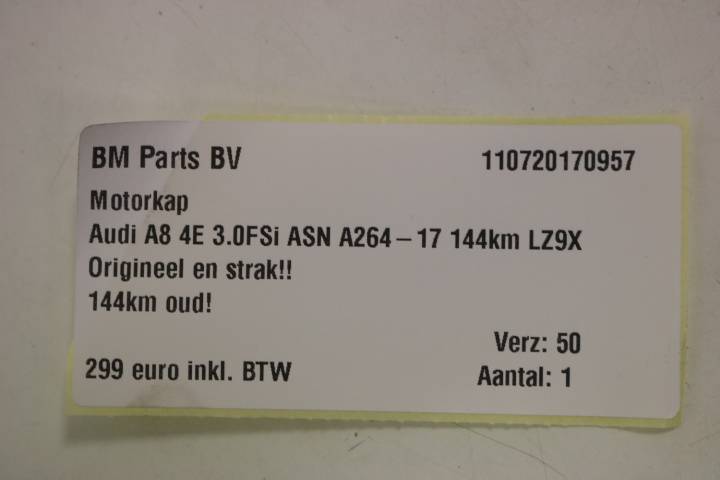 BM Parts BV 110720170957
Motorkap
Audi A8 4E 3.0FSi ASN A264-17 144km LZ9X
Origineel en strak!!
144km oud!
Verz: 50
299 euro inkl. BTW Aantal: 1